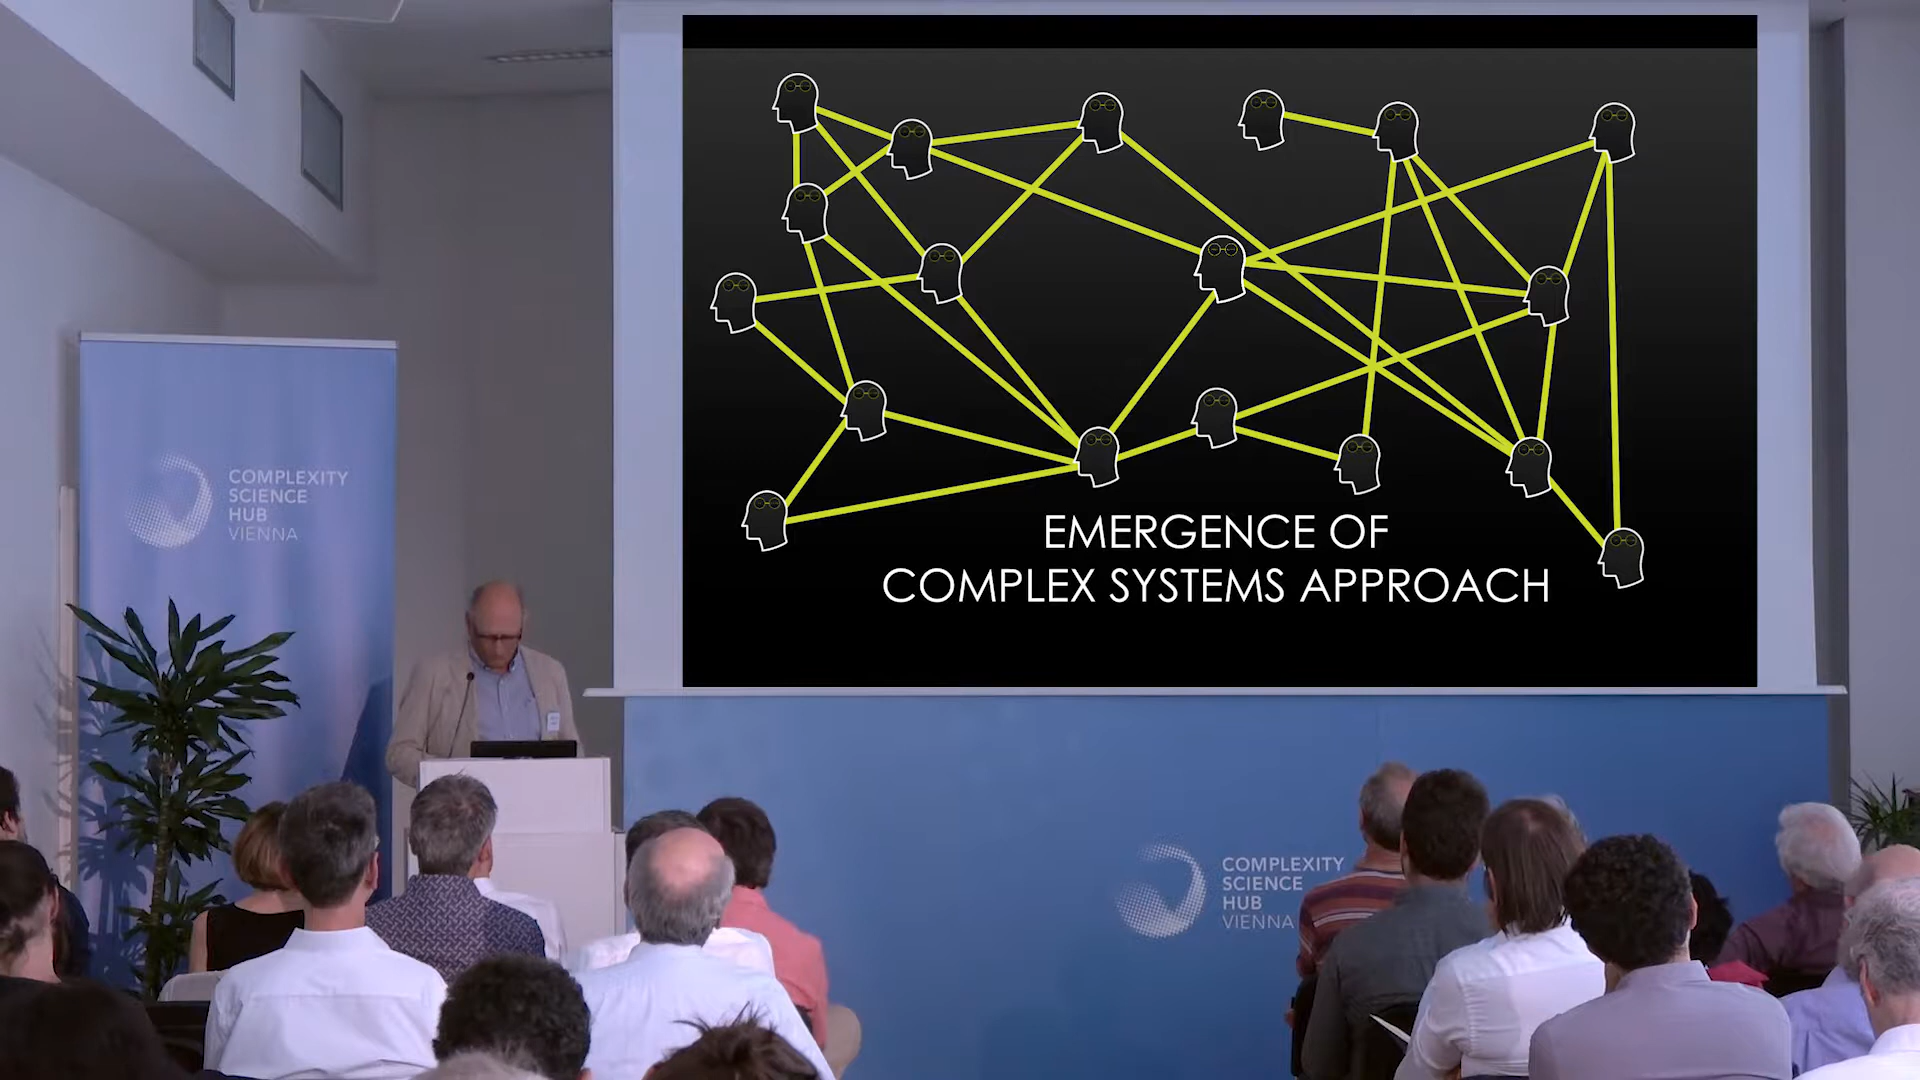 EMERGENCE OF
COMPLEX SYSTEMS APPROACH
COMPLEXITY
SCIENCE
HUB
VIENNA
COMPLEXITY
SCIENCE
HUB
VIENNA